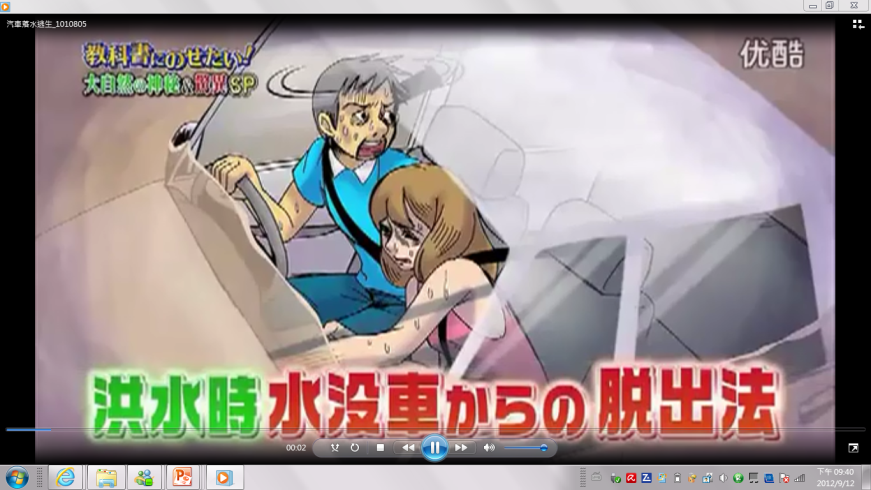 汽車落水逃生_1010805
教科書にのせたい!
大自然の神秘&驚異SP
优酷
洪水時水没車からの脱出法
00:02
下午 09:40
2012/9/12